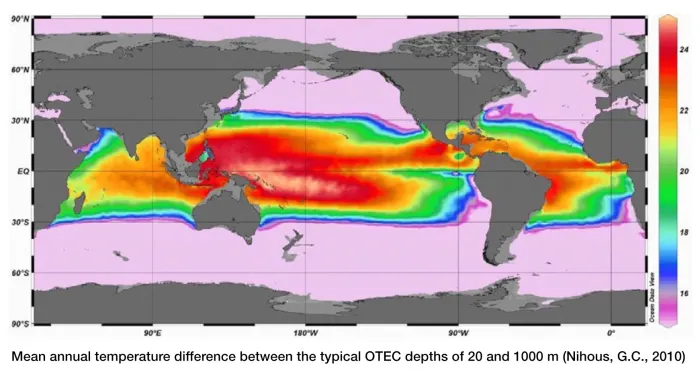 90°N
60°N
30°N
EQ
30°S
60°S
90°S
90°E
180°W
90°W
0°
24
22
20
18
16
Ocean Data View
Mean annual temperature difference between the typical OTEC depths of 20 and 1000 m (Nihous, G.C., 2010)